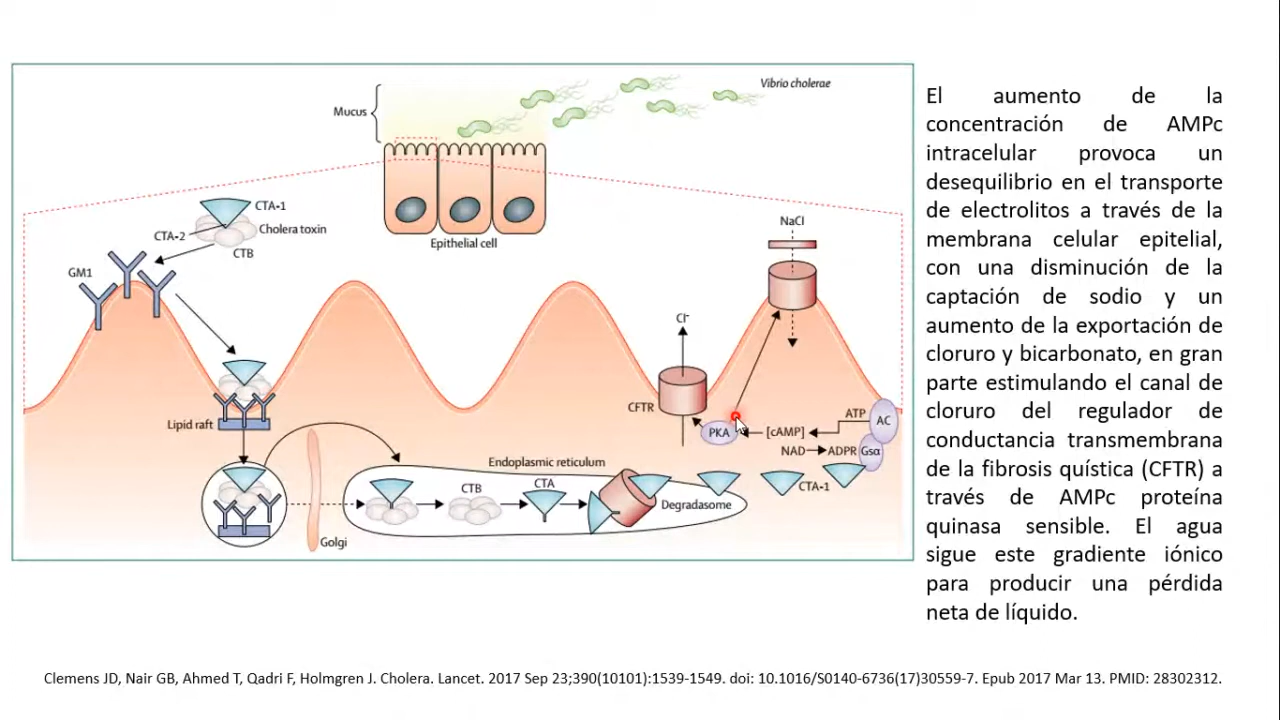 Vibrio cholerae
Mucus
Epithelial cell
CTA-1
Cholera toxin
CTA-2
CTB
GM1
Lipid raft
Golgi
Endoplasmic reticulum
CTB
CTA
Degradasome
CTA-1
NaCl
Cl-
CFTR
PKA
[cAMP]
ATP
AC
NAD
ADPR
Gsα
El aumento de la
concentración de AMPc
intracelular provoca un
desequilibrio en el transporte
de electrolitos a través de la
membrana celular epitelial,
con una disminución de la
captación de sodio y un
aumento de la exportación de
cloruro y bicarbonato, en gran
parte estimulando el canal de
cloruro del regulador de
conductancia transmembrana
de la fibrosis quística (CFTR) a
través de AMPc proteína
quinasa sensible. El agua
sigue este gradiente iónico
para producir una pérdida
neta de líquido.
Clemens JD, Nair GB, Ahmed T, Qadri F, Holmgren J. Cholera. Lancet. 2017 Sep 23;390(10101):1539-1549. doi: 10.1016/S0140-6736(17)30559-7. Epub 2017 Mar 13. PMID: 28302312.